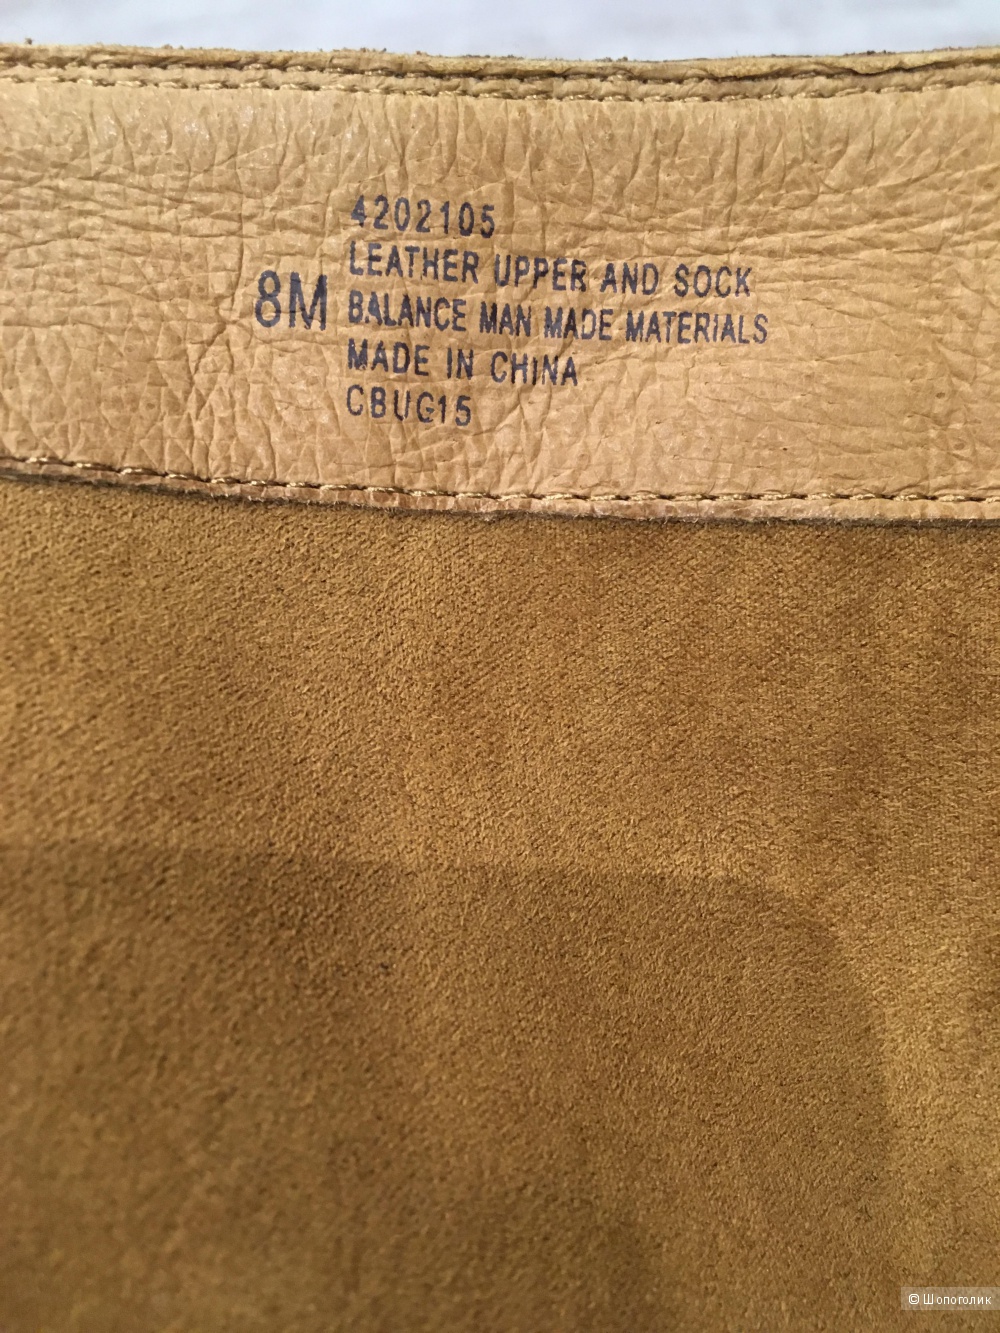 4202105
LEATHER UPPER AND SOCK
8M BALANCE MAN MADE MATERIALS
MADE IN CHINA
CBUG15
© Шопоголик